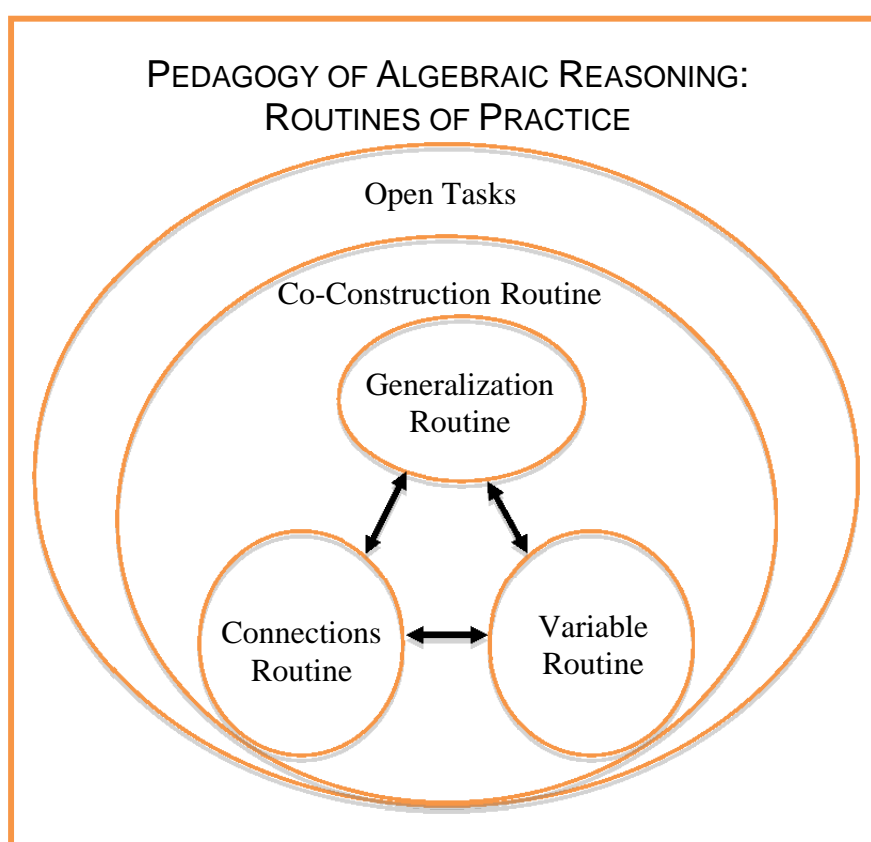 PEDAGOGY OF ALGEBRAIC REASONING:
ROUTINES OF PRACTICE
Open Tasks
Co-Construction Routine
Generalization
Routine
Connections
Routine
Variable
Routine